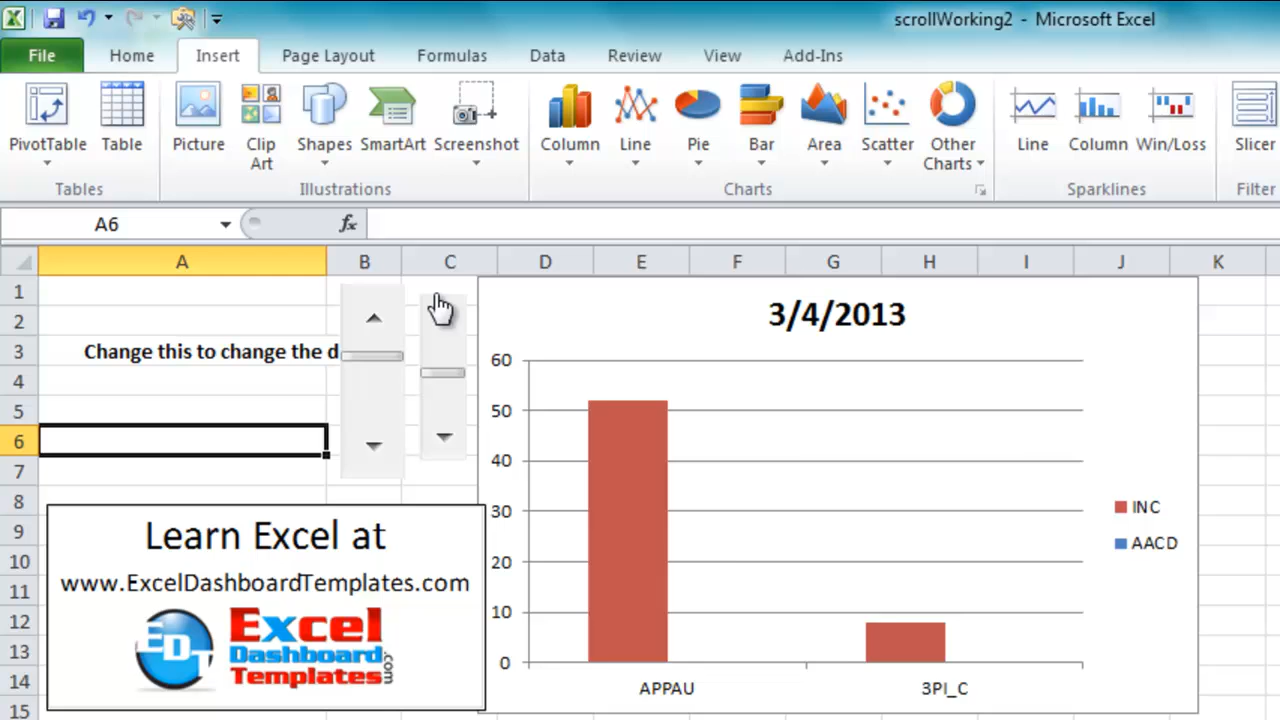 scrollWorking2 - Microsoft Excel
File Home Insert Page Layout Formulas Data Review View Add-Ins
PivotTable Table Picture Clip Art Shapes SmartArt Screenshot Column Line Pie Bar Area Scatter Other Charts Line Column Win/Loss Slicer
Tables Illustrations Charts Sparklines Filter
A6 fx
A B C D E F G H I J K
1
2
3 Change this to change the d
4
5
6
7
8
9
10
11
12
13
14
15
3/4/2013
60
50
40
30
20
10
0
APPAU 3PI_C
INC
AACD
Learn Excel at
www.ExcelDashboardTemplates.com
EDT
Excel
Dashboard
Templates.com